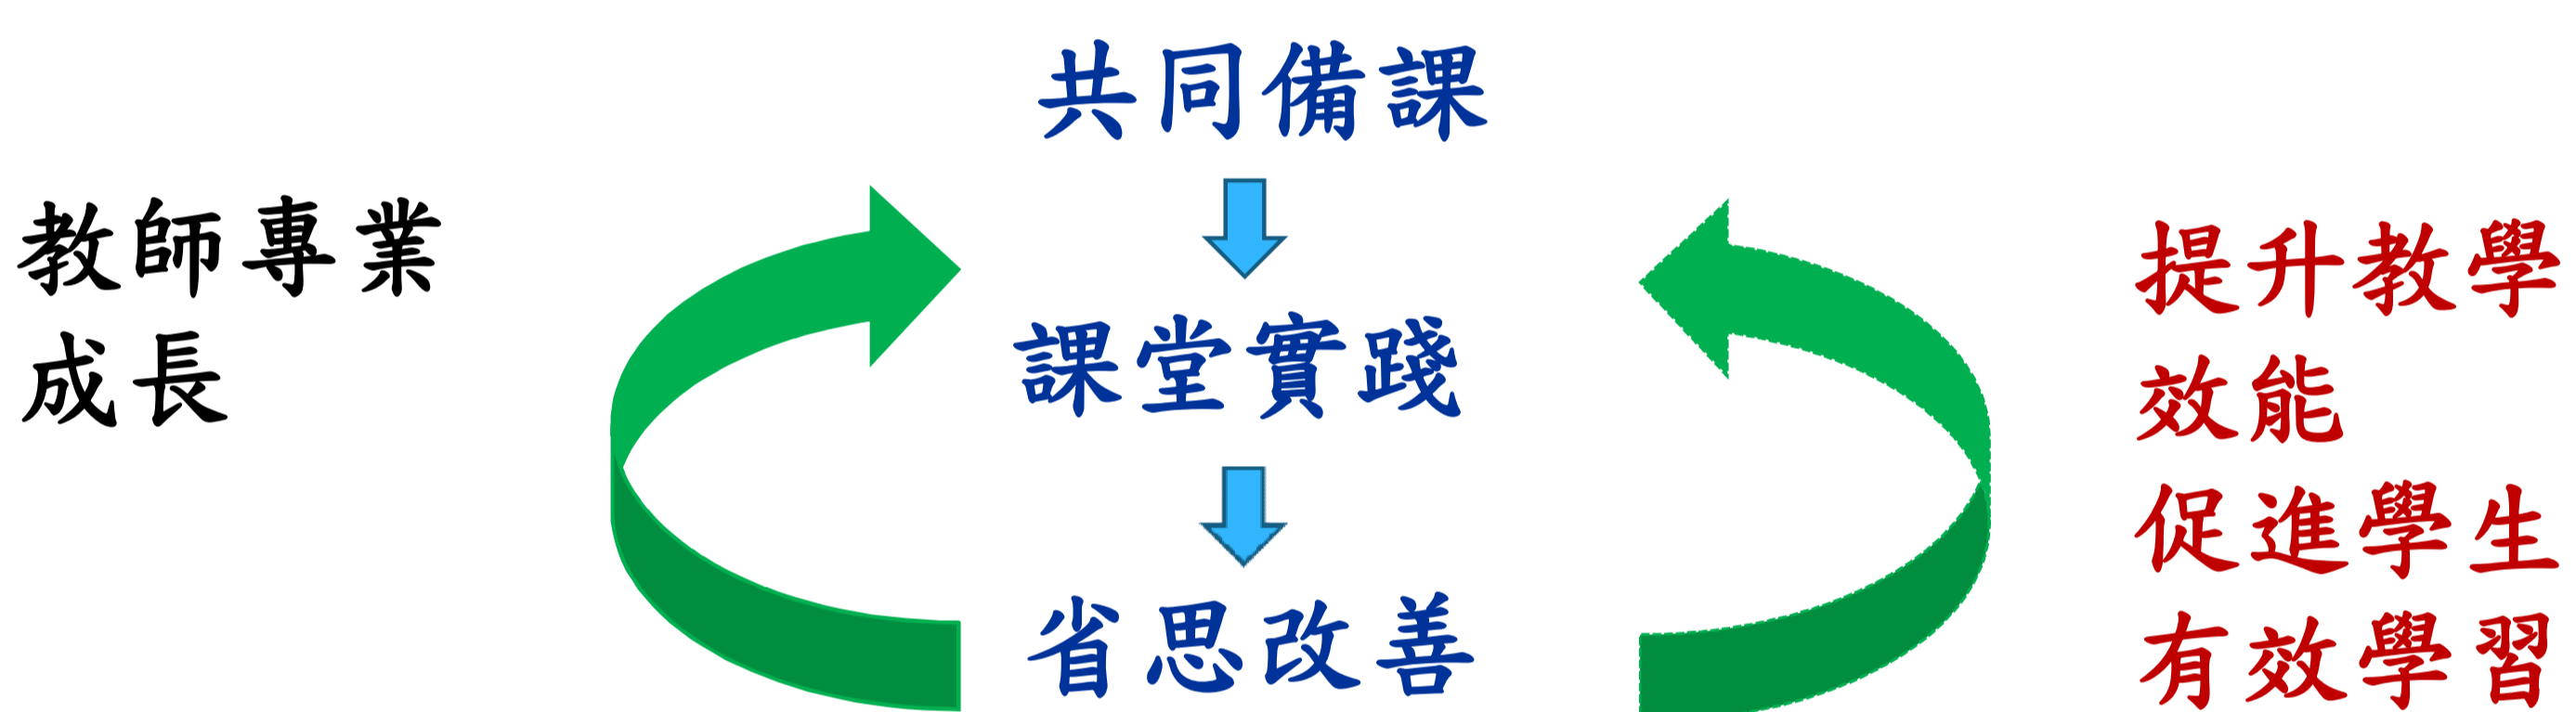 共同備課
課堂實踐
省思改善
教師專業
成長
提升教學
效能
促進學生
有效學習